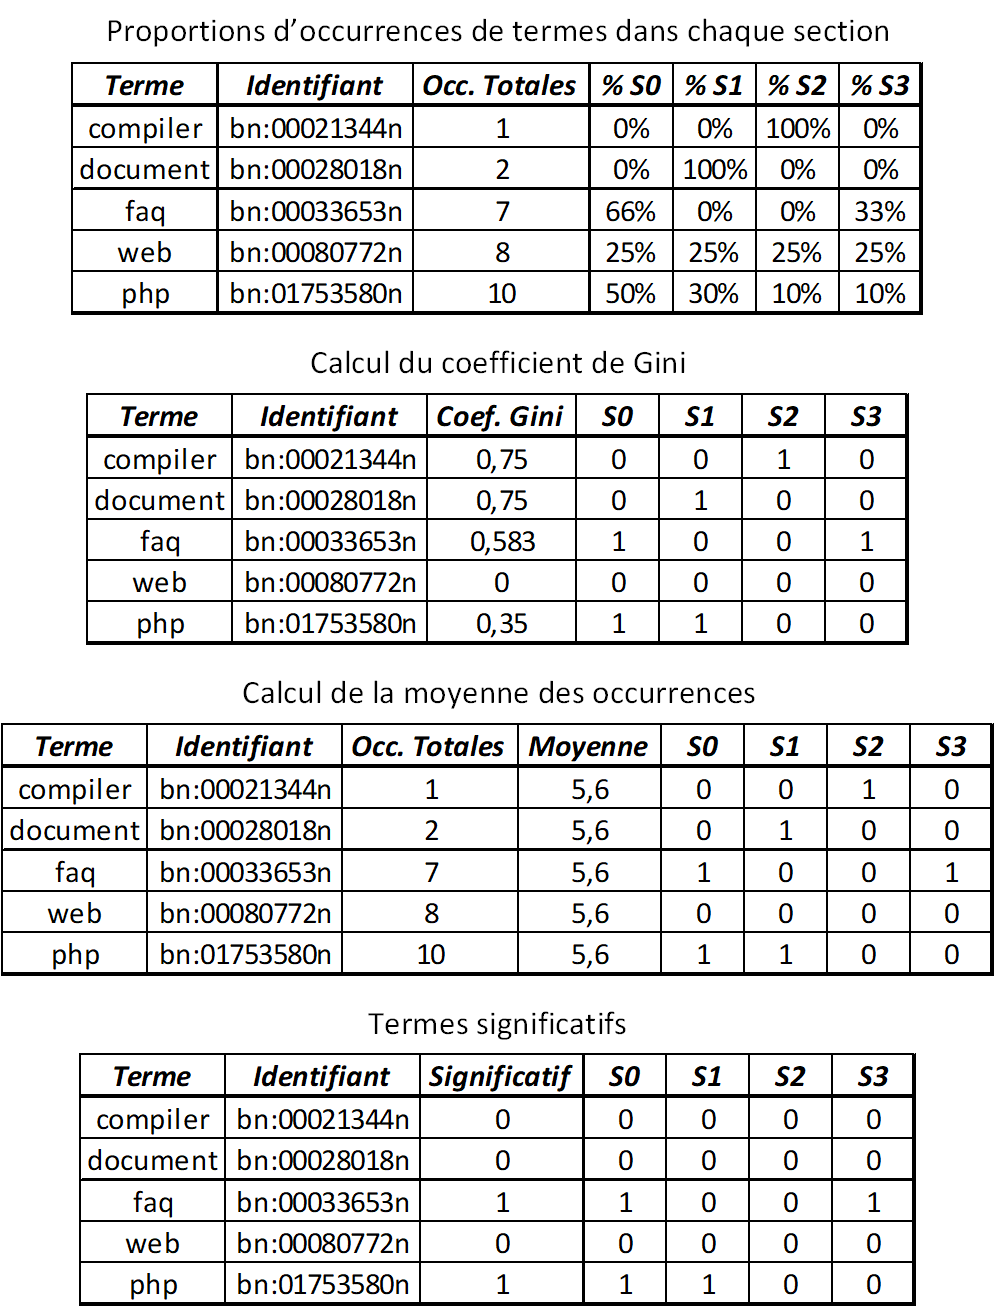 Proportions d’occurrences de termes dans chaque section
Terme Identifiant Occ. Totales % S0 % S1 % S2 % S3
compiler bn:00021344n 1 0% 0% 100% 0%
document bn:00028018n 2 0% 100% 0% 0%
faq bn:00033653n 7 66% 0% 0% 33%
web bn:00080772n 8 25% 25% 25% 25%
php bn:01753580n 10 50% 30% 10% 10%
Calcul du coefficient de Gini
Terme Identifiant Coef. Gini S0 S1 S2 S3
compiler bn:00021344n 0,75 0 0 1 0
document bn:00028018n 0,75 0 1 0 0
faq bn:00033653n 0,583 1 0 0 1
web bn:00080772n 0 0 0 0 0
php bn:01753580n 0,35 1 1 0 0
Calcul de la moyenne des occurrences
Terme Identifiant Occ. Totales Moyenne S0 S1 S2 S3
compiler bn:00021344n 1 5,6 0 0 1 0
document bn:00028018n 2 5,6 0 1 0 0
faq bn:00033653n 7 5,6 1 0 0 1
web bn:00080772n 8 5,6 0 0 0 0
php bn:01753580n 10 5,6 1 1 0 0
Termes significatifs
Terme Identifiant Significatif S0 S1 S2 S3
compiler bn:00021344n 0 0 0 0 0
document bn:00028018n 0 0 0 0 0
faq bn:00033653n 1 1 0 0 1
web bn:00080772n 0 0 0 0 0
php bn:01753580n 1 1 1 0 0